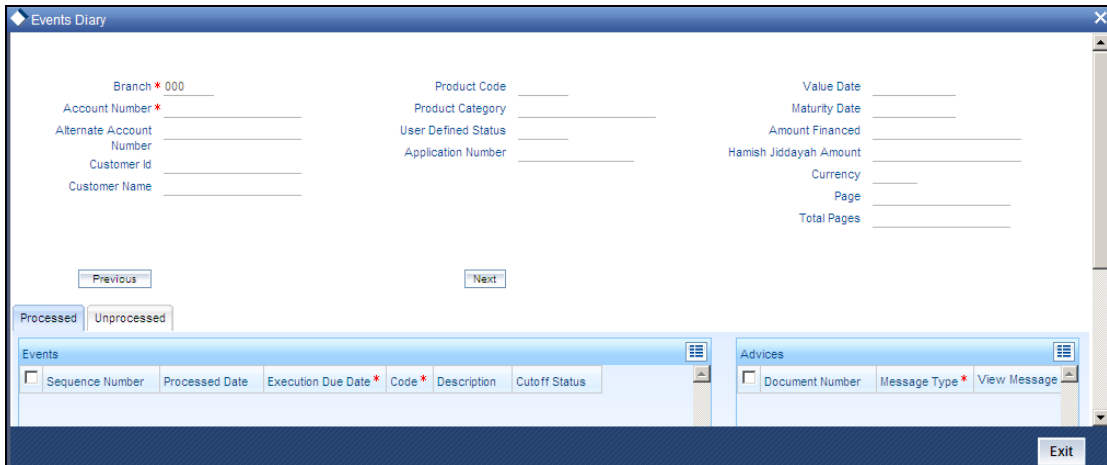 Events Diary
Branch * 000
Account Number *
Alternate Account
Number
Customer Id
Customer Name
Product Code
Product Category
User Defined Status
Application Number
Value Date
Maturity Date
Amount Financed
Hamish Jiddayah Amount
Currency
Page
Total Pages
Previous
Next
Processed
Unprocessed
Events
Sequence Number Processed Date Execution Due Date * Code * Description Cutoff Status
Advices
Document Number Message Type * View Message
Exit